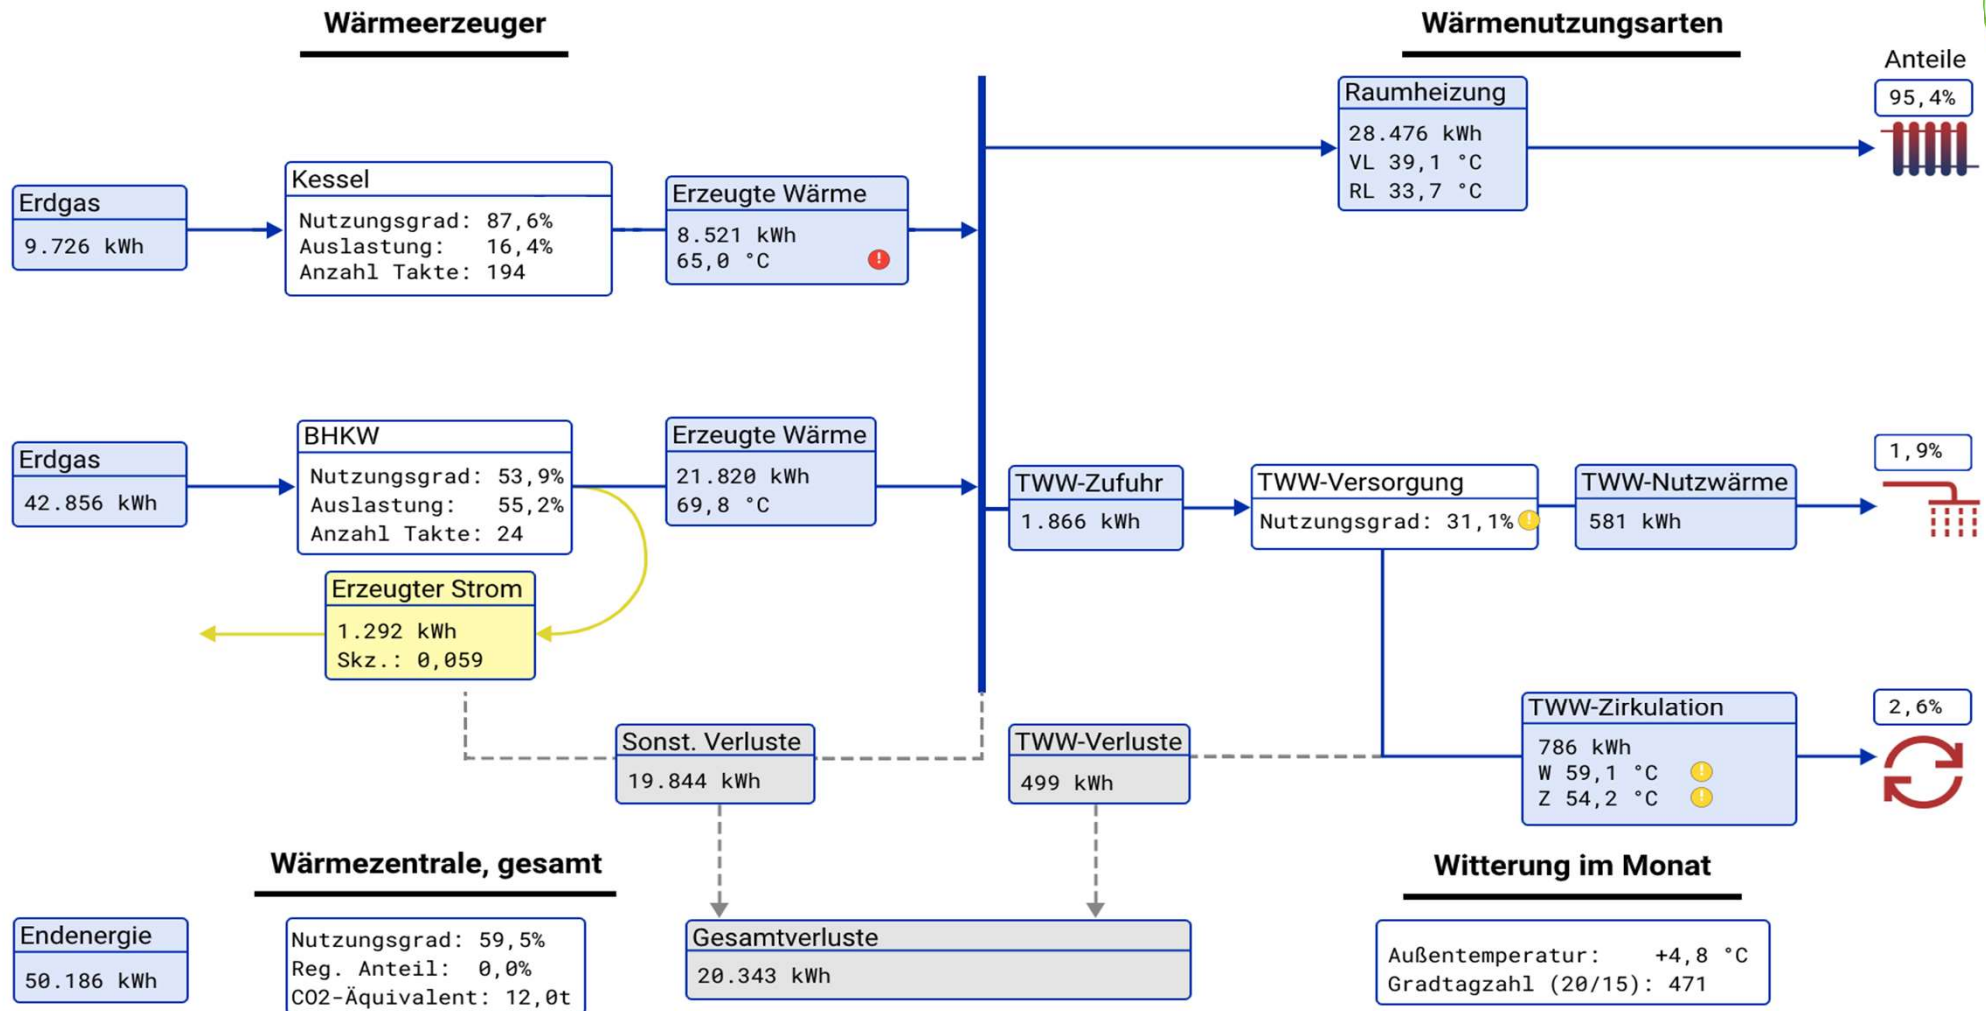 Wärmeerzeuger
Wärmenutzungsarten
Anteile
95,4%
Raumheizung
28.476 kWh
VL 39,1 °C
RL 33,7 °C
Erdgas
9.726 kWh
Kessel
Nutzungsgrad: 87,6%
Auslastung: 16,4%
Anzahl Takte: 194
Erzeugte Wärme
8.521 kWh
65,0 °C
!
Erdgas
42.856 kWh
BHKW
Nutzungsgrad: 53,9%
Auslastung: 55,2%
Anzahl Takte: 24
Erzeugte Wärme
21.820 kWh
69,8 °C
Erzeugter Strom
1.292 kWh
Skz.: 0,059
TWW-Zufuhr
1.866 kWh
TWW-Versorgung
Nutzungsgrad: 31,1% !
TWW-Nutzwärme
581 kWh
1,9%
TWW-Zirkulation
786 kWh
W 59,1 °C !
Z 54,2 °C !
2,6%
Sonst. Verluste
19.844 kWh
TWW-Verluste
499 kWh
Wärmezentrale, gesamt
Witterung im Monat
Endenergie
50.186 kWh
Nutzungsgrad: 59,5%
Reg. Anteil: 0,0%
CO2-Äquivalent: 12,0t
Gesamtverluste
20.343 kWh
Außentemperatur: +4,8 °C
Gradtagzahl (20/15): 471